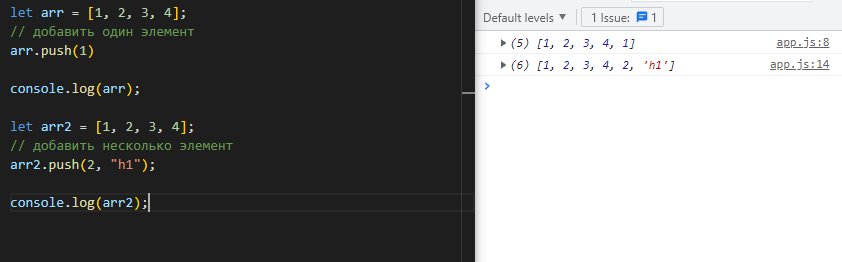 let arr = [1, 2, 3, 4];
// добавить один элемент
arr.push(1)
console.log(arr);
let arr2 = [1, 2, 3, 4];
// добавить несколько элемент
arr2.push(2, "h1");
console.log(arr2);
Default levels ▼ 1 Issue: 1
▶ (5) [1, 2, 3, 4, 1] app.js:8
▶ (6) [1, 2, 3, 4, 2, 'h1'] app.js:14
>